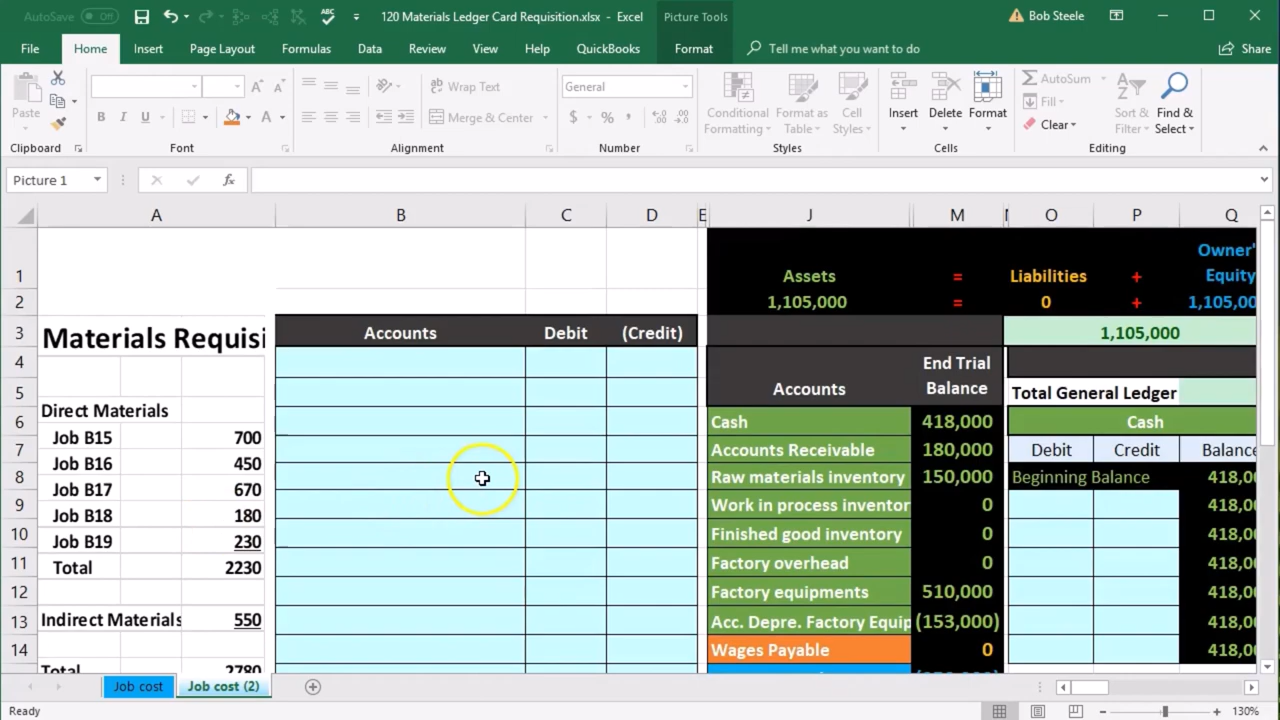 AutoSave Off 120 Materials Ledger Card Requisition.xlsx - Excel Picture Tools Bob Steele
File Home Insert Page Layout Formulas Data Review View Help QuickBooks Format Tell me what you want to do Share
Paste
Clipboard
B I U A
Font
Wrap Text
Merge & Center
Alignment
General
$ %
Number
Conditional Formatting
Format as Table
Cell Styles
Styles
Insert Delete Format
Cells
AutoSum
Fill
Clear
Sort & Filter
Find & Select
Editing
Picture 1 fx
A B C D E J M O P Q
1 Assets = Liabilities + Owner' Equity
2 1,105,000 = 0 + 1,105,00
3 Materials Requisi Accounts Debit (Credit) 1,105,000
4 Accounts End Trial Balance
5 Direct Materials Total General Ledger
6 Cash 418,000 Cash
7 Job B15 700 Accounts Receivable 180,000 Debit Credit Balance
8 Job B16 450 Raw materials inventory 150,000 Beginning Balance 418,0
9 Job B17 670 Work in process inventor 0 418,0
10 Job B18 180 Finished good inventory 0 418,0
11 Job B19 230 Factory overhead 0 418,0
12 Total 2230 Factory equipments 510,000 418,0
13 Indirect Materials 550 Acc. Depre. Factory Equip (153,000) 418,0
14 Wages Payable 0 418,0
Total 2780
Job cost Job cost (2)
Ready 130%